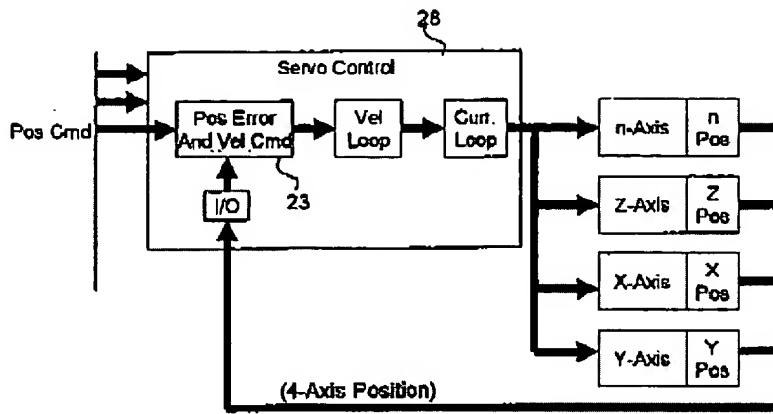 28
Servo Control
Pos Cmd
Pos Error
And Vel Cmd
Vel
Loop
Curr.
Loop
23
I/O
n-Axis
n
Pos
Z-Axis
Z
Pos
X-Axis
X
Pos
Y-Axis
Y
Pos
(4-Axis Position)